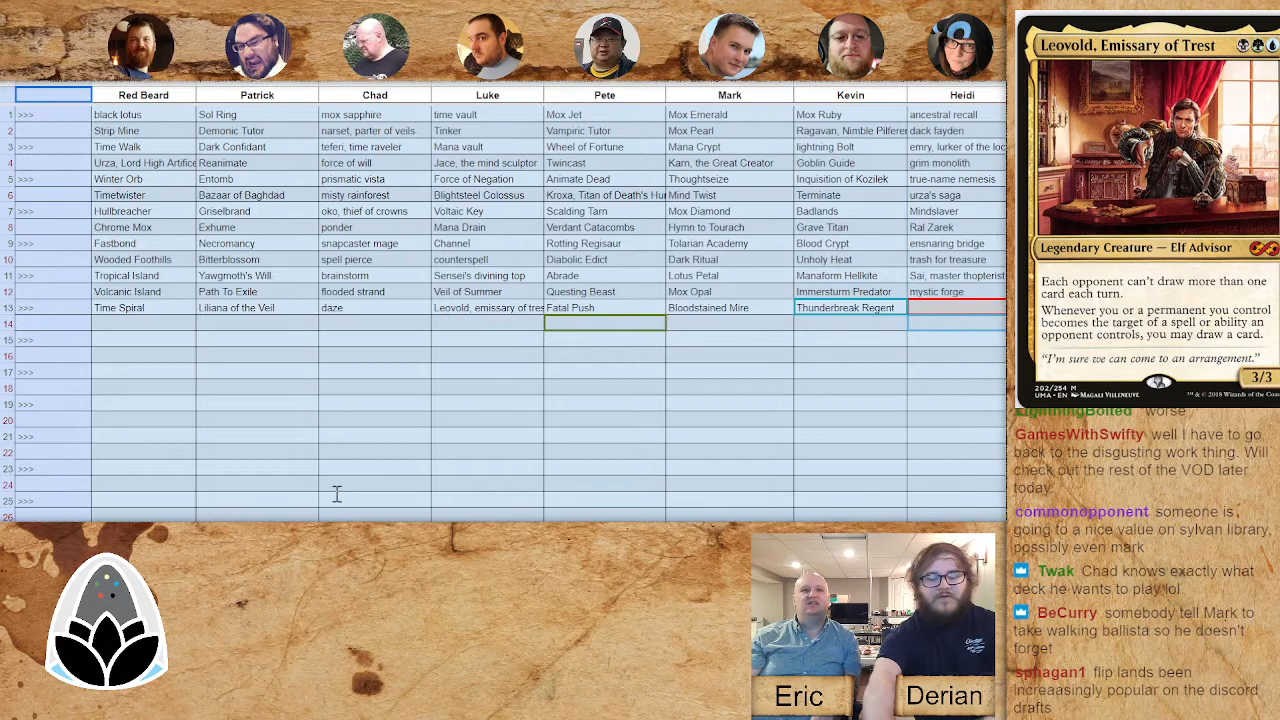 Red Beard Patrick Chad Luke Pete Mark Kevin Heidi
1 >>> black lotus Sol Ring mox sapphire time vault Mox Jet Mox Emerald Mox Ruby ancestral recall
2 Strip Mine Demonic Tutor narset, parter of veils Tinker Vampiric Tutor Mox Pearl Ragavan, Nimble Pilferer dack fayden
3 >>> Time Walk Dark Confidant teferi, time raveler Mana vault Wheel of Fortune Mana Crypt lightning Bolt emry, lurker of the loc
4 Urza, Lord High Artifice Reanimate force of will Jace, the mind sculptor Twincast Karn, the Great Creator Goblin Guide grim monolith
5 >>> Winter Orb Entomb prismatic vista Force of Negation Animate Dead Thoughtseize Inquisition of Kozilek true-name nemesis
6 Timetwister Bazaar of Baghdad misty rainforest Blightsteel Colossus Kroxa, Titan of Death's Hu Mind Twist Terminate urza's saga
7 >>> Hullbreacher Griselbrand oko, thief of crowns Voltaic Key Scalding Tarn Mox Diamond Badlands Mindslaver
8 Chrome Mox Exhume ponder Mana Drain Verdant Catacombs Hymn to Tourach Grave Titan Ral Zarek
9 >>> Fastbond Necromancy snapcaster mage Channel Rotting Regisaur Tolarian Academy Blood Crypt ensnaring bridge
10 Wooded Foothills Bitterblossom spell pierce counterspell Diabolic Edict Dark Ritual Unholy Heat trash for treasure
11 >>> Tropical Island Yawgmoth's Will brainstorm Sensei's divining top Abrade Lotus Petal Manaform Hellkite Sai, master thopterist
12 Volcanic Island Path To Exile flooded strand Veil of Summer Questing Beast Mox Opal Immersturm Predator mystic forge
13 >>> Time Spiral Liliana of the Veil daze Leovold, emissary of tres Fatal Push Bloodstained Mire Thunderbreak Regent
14
15 >>>
16
17 >>>
18
19 >>>
20
21 >>>
22
23 >>>
24
25 >>>
26
Leovold, Emissary of Trest
Legendary Creature — Elf Advisor
Each opponent can't draw more than one
card each turn.
Whenever you or a permanent you control
becomes the target of a spell or ability an
opponent controls, you may draw a card.
"I'm sure we can come to an arrangement."
3/3
202/254 M
UMA • EN MAGALI VILLENEUVE
™ & © 2018 Wizards of the Coas
LightningBolted worse
GamesWithSwifty well I have to go
back to the disgusting work thing. Will
check out the rest of the VOD later
today.
commonopponent someone is
going to a nice value on sylvan library,
possibly even mark
Twak Chad knows exactly what
deck he wants to play lol
BeCurry somebody tell Mark to
take walking ballista so he doesn't
forget
sphagan1 flip lands been
increasingly popular on the discord
drafts
Eric
Derian